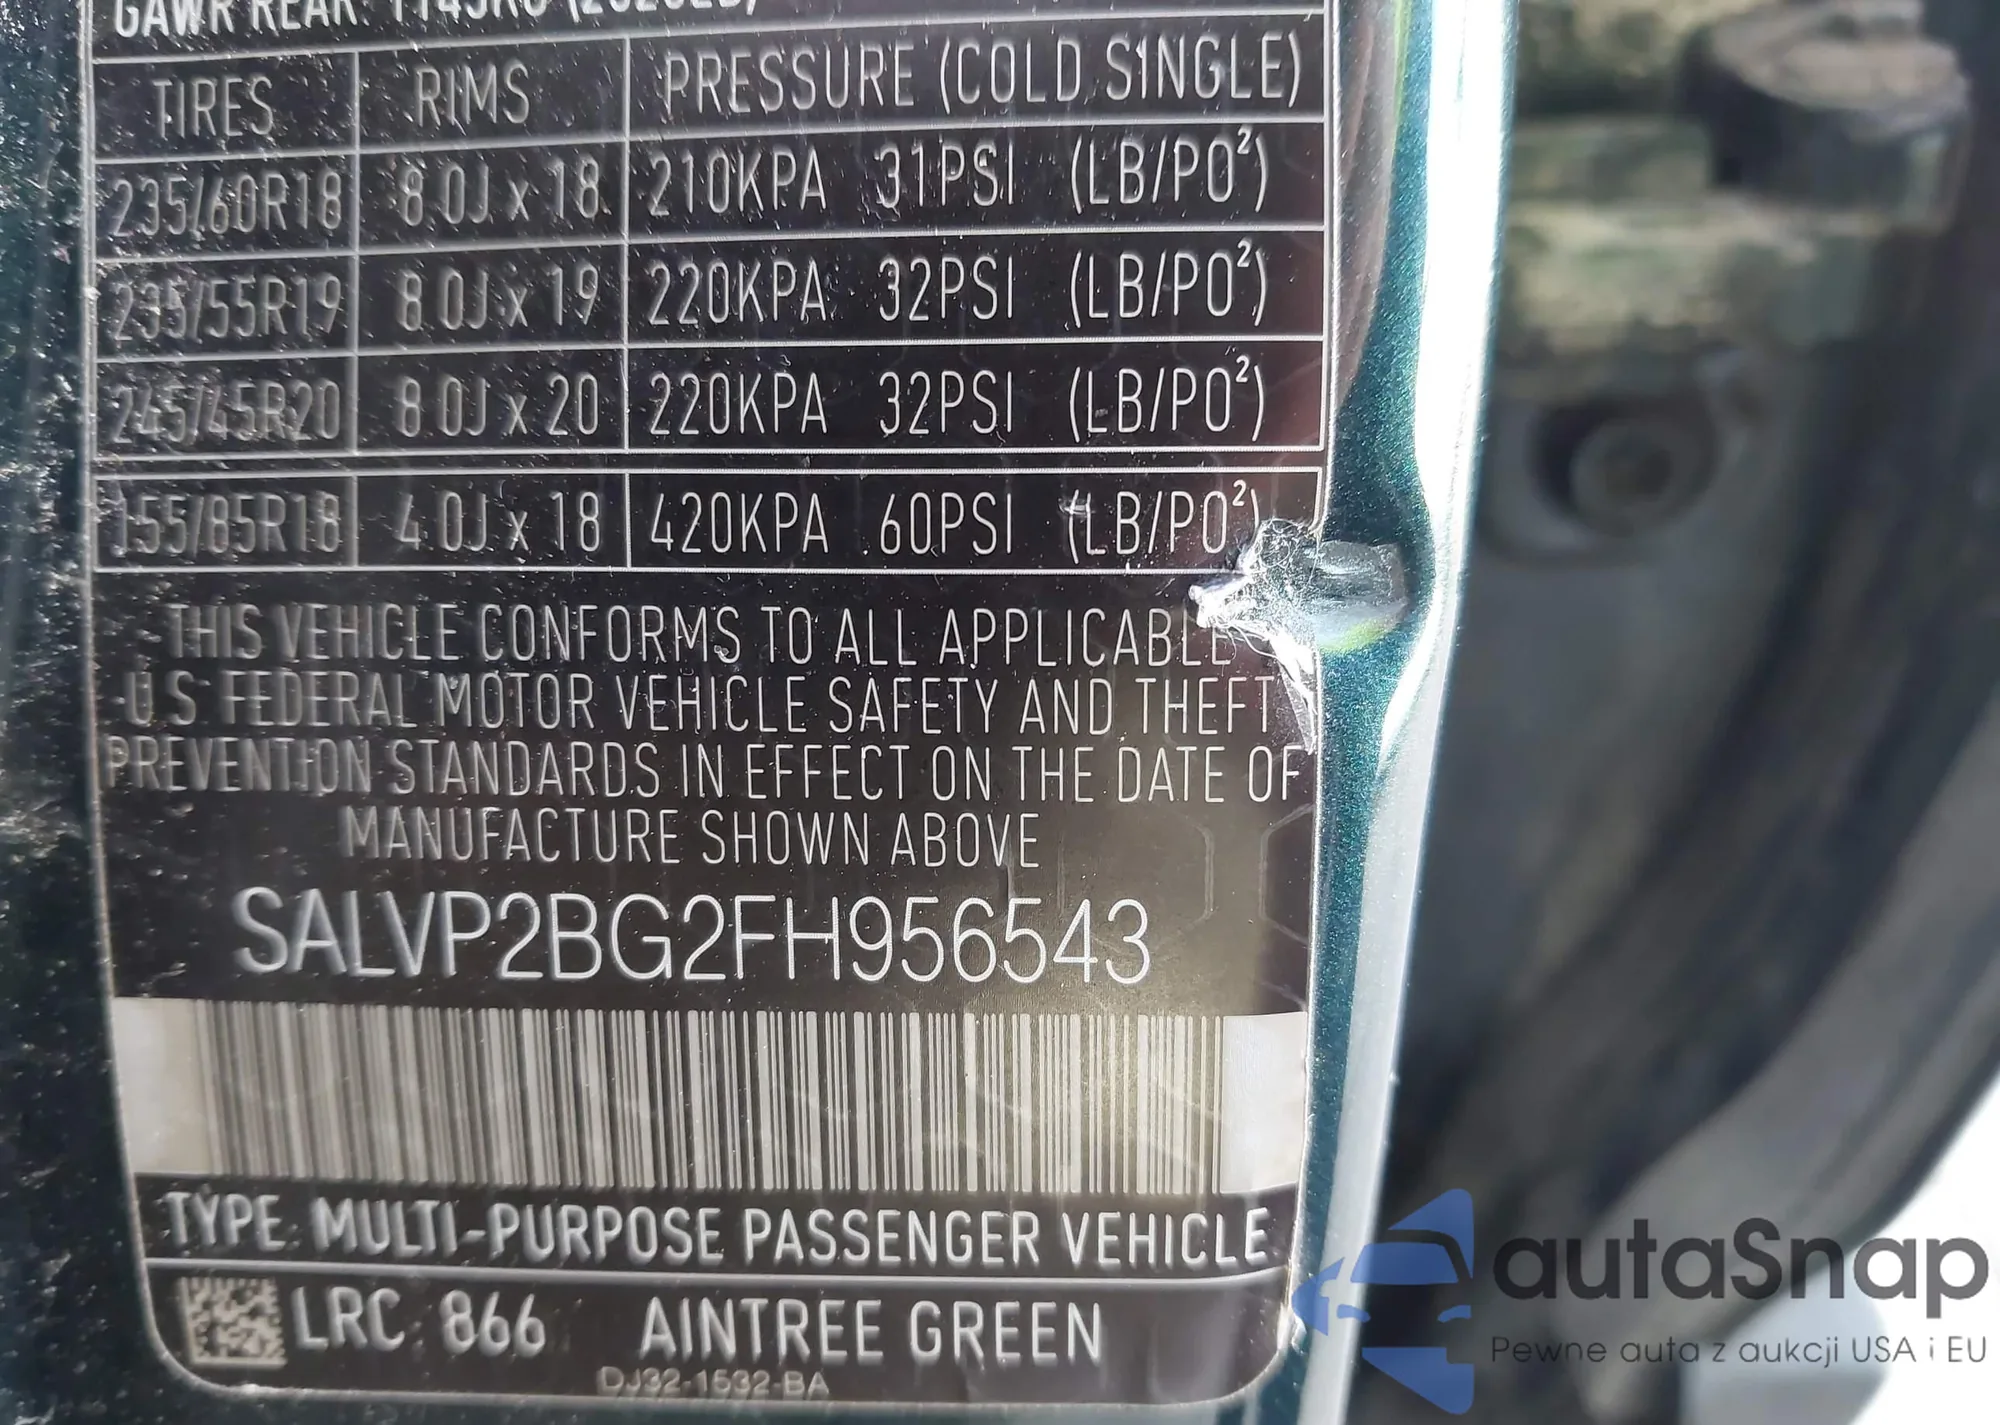 GAWR REAR:
TIRES RIMS PRESSURE (COLD SINGLE)
235/60R18 8.0J x 18 210KPA 31PSI (LB/PO²)
235/55R19 8.0J x 19 220KPA 32PSI (LB/PO²)
245/45R20 8.0J x 20 220KPA 32PSI (LB/PO²)
155/85R18 4.0J x 18 420KPA 60PSI (LB/PO²)
THIS VEHICLE CONFORMS TO ALL APPLICABLE
U.S FEDERAL MOTOR VEHICLE SAFETY AND THEFT
PREVENTION STANDARDS IN EFFECT ON THE DATE OF
MANUFACTURE SHOWN ABOVE
SALVP2BG2FH956543
TYPE: MULTI-PURPOSE PASSENGER VEHICLE
LRC 866 AINTREE GREEN
DJ32-1532-BA
autaSnap
Pewne auta z aukcji USA i EU